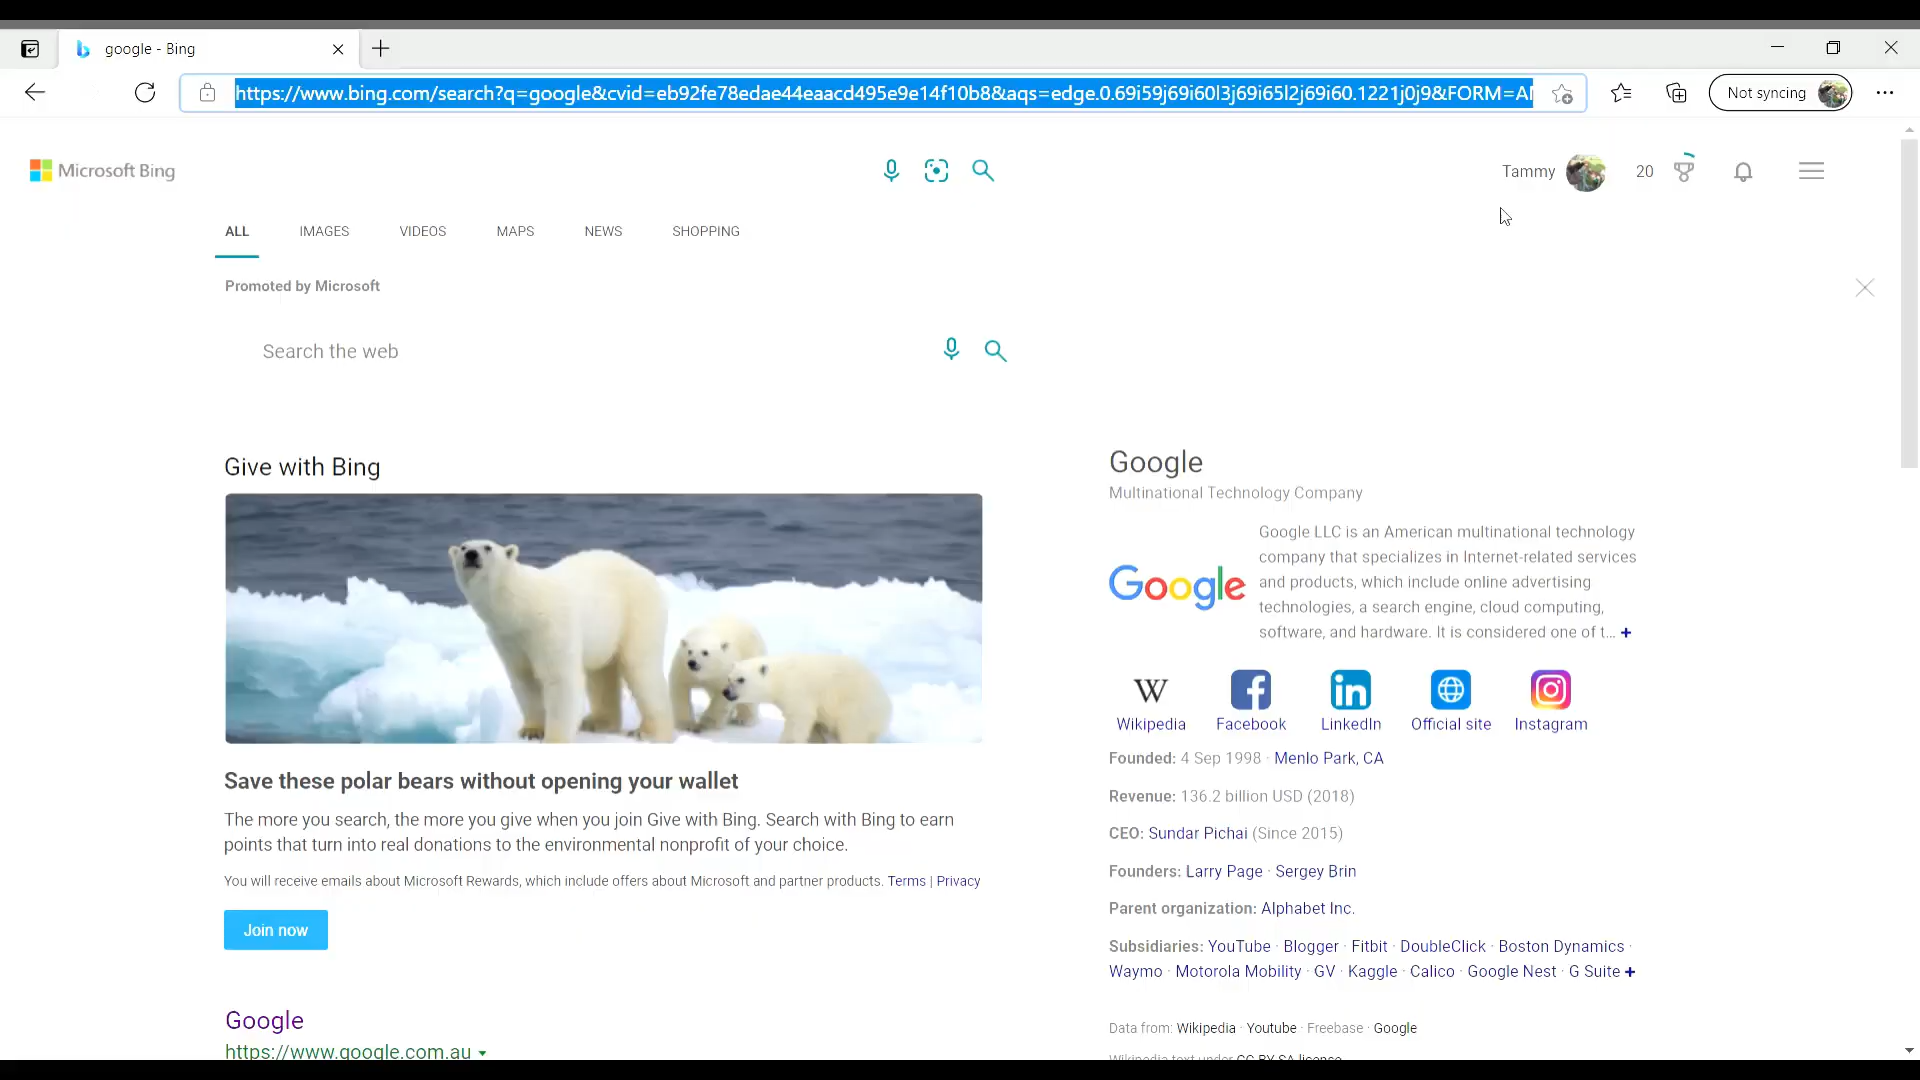 google - Bing
https://www.bing.com/search?q=google&cvid=eb92fe78edae44eaacd495e9e14f10b8&aqs=edge.0.69i59j69i60l3j69i65l2j69i60.1221j0j9&FORM=AN
Not syncing
Microsoft Bing
Tammy
20
ALL IMAGES VIDEOS MAPS NEWS SHOPPING
Promoted by Microsoft
Search the web
Give with Bing
Save these polar bears without opening your wallet
The more you search, the more you give when you join Give with Bing. Search with Bing to earn
points that turn into real donations to the environmental nonprofit of your choice.
You will receive emails about Microsoft Rewards, which include offers about Microsoft and partner products. Terms | Privacy
Join now
Google
https://www.google.com.au
Google
Multinational Technology Company
Google
Google LLC is an American multinational technology
company that specializes in Internet-related services
and products, which include online advertising
technologies, a search engine, cloud computing,
software, and hardware. It is considered one of t... +
W
Wikipedia Facebook LinkedIn Official site Instagram
Founded: 4 Sep 1998 · Menlo Park, CA
Revenue: 136.2 billion USD (2018)
CEO: Sundar Pichai (Since 2015)
Founders: Larry Page · Sergey Brin
Parent organization: Alphabet Inc.
Subsidiaries: YouTube · Blogger · Fitbit · DoubleClick · Boston Dynamics ·
Waymo · Motorola Mobility · GV · Kaggle · Calico · Google Nest · G Suite +
Data from: Wikipedia · Youtube · Freebase · Google
Wikipedia text under CC BY-SA license